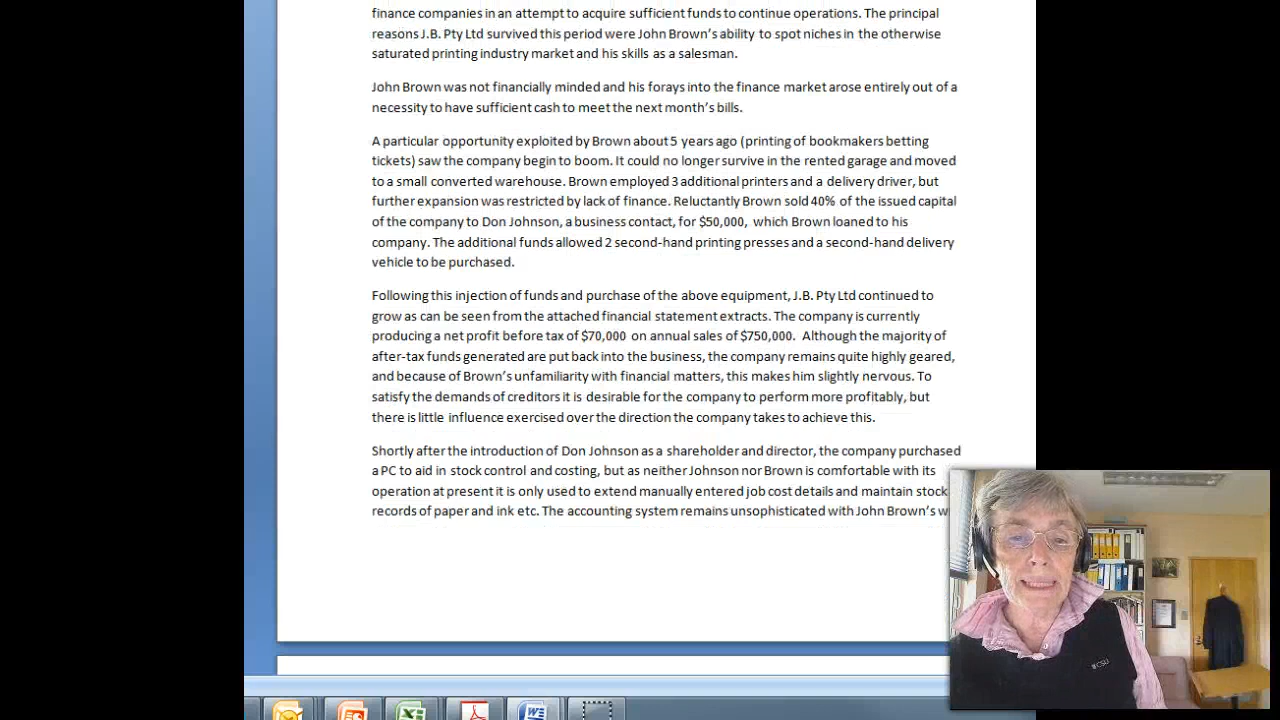 finance companies in an attempt to acquire sufficient funds to continue operations. The principal
reasons J.B. Pty Ltd survived this period were John Brown's ability to spot niches in the otherwise
saturated printing industry market and his skills as a salesman.
John Brown was not financially minded and his forays into the finance market arose entirely out of a
necessity to have sufficient cash to meet the next month's bills.
A particular opportunity exploited by Brown about 5 years ago (printing of bookmakers betting
tickets) saw the company begin to boom. It could no longer survive in the rented garage and moved
to a small converted warehouse. Brown employed 3 additional printers and a delivery driver, but
further expansion was restricted by lack of finance. Reluctantly Brown sold 40% of the issued capital
of the company to Don Johnson, a business contact, for $50,000, which Brown loaned to his
company. The additional funds allowed 2 second-hand printing presses and a second-hand delivery
vehicle to be purchased.
Following this injection of funds and purchase of the above equipment, J.B. Pty Ltd continued to
grow as can be seen from the attached financial statement extracts. The company is currently
producing a net profit before tax of $70,000 on annual sales of $750,000. Although the majority of
after-tax funds generated are put back into the business, the company remains quite highly geared,
and because of Brown's unfamiliarity with financial matters, this makes him slightly nervous. To
satisfy the demands of creditors it is desirable for the company to perform more profitably, but
there is little influence exercised over the direction the company takes to achieve this.
Shortly after the introduction of Don Johnson as a shareholder and director, the company purchased
a PC to aid in stock control and costing, but as neither Johnson nor Brown is comfortable with its
operation at present it is only used to extend manually entered job cost details and maintain stock
records of paper and ink etc. The accounting system remains unsophisticated with John Brown's w
CSU